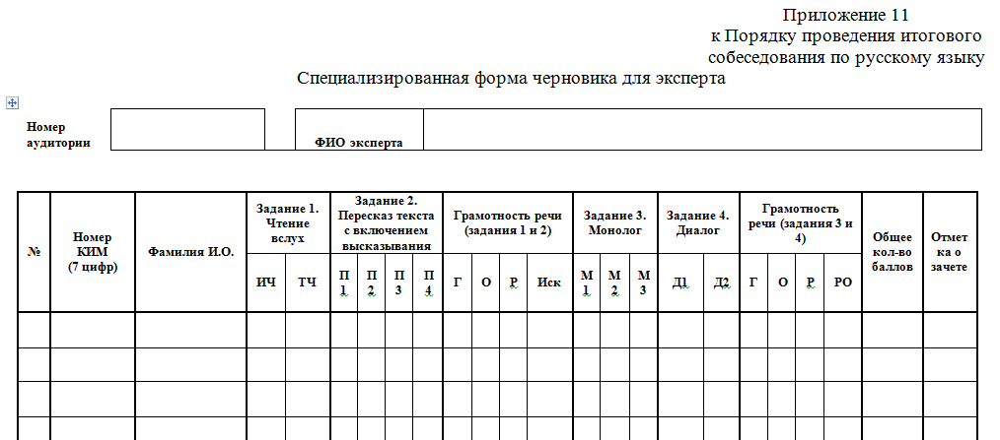 Приложение 11
к Порядку проведения итогового
собеседования по русскому языку
Специализированная форма черновика для эксперта
Номер
аудитории
ФИО эксперта
№
Номер
КИМ
(7 цифр)
Фамилия И.О.
Задание 1.
Чтение
вслух
Задание 2.
Пересказ текста
с включением
высказывания
Грамотность речи
(задания 1 и 2)
Задание 3.
Монолог
Задание 4.
Диалог
Грамотность
речи (задания 3 и
4)
Общее
кол-во
баллов
Отмет
ка о
зачете
ИЧ ТЧ П1 П2 П3 П4 Г О Р Иск М1 М2 М3 Д1 Д2 Г О Р РО